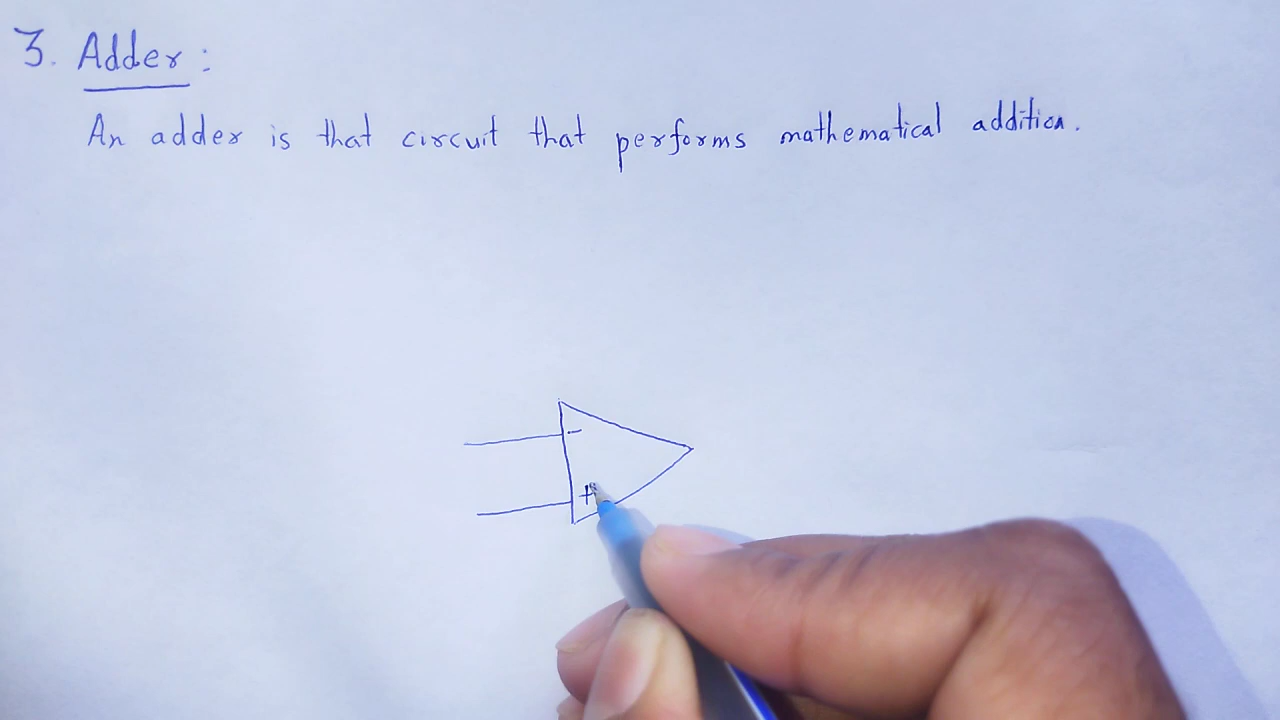 3. Adder :
An adder is that circuit that performs mathematical addition.
-
+